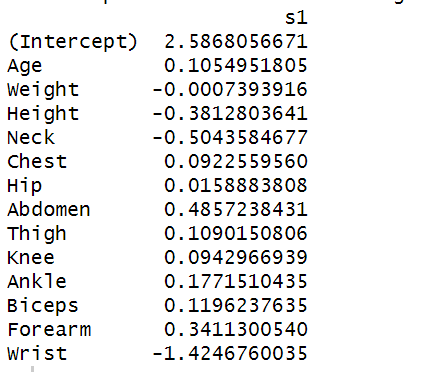 s1
(Intercept) 2.5868056671
Age 0.1054951805
Weight -0.0007393916
Height -0.3812803641
Neck -0.5043584677
Chest 0.0922559560
Hip 0.0158883808
Abdomen 0.4857238431
Thigh 0.1090150806
Knee 0.0942966939
Ankle 0.1771510435
Biceps 0.1196237635
Forearm 0.3411300540
Wrist -1.4246760035